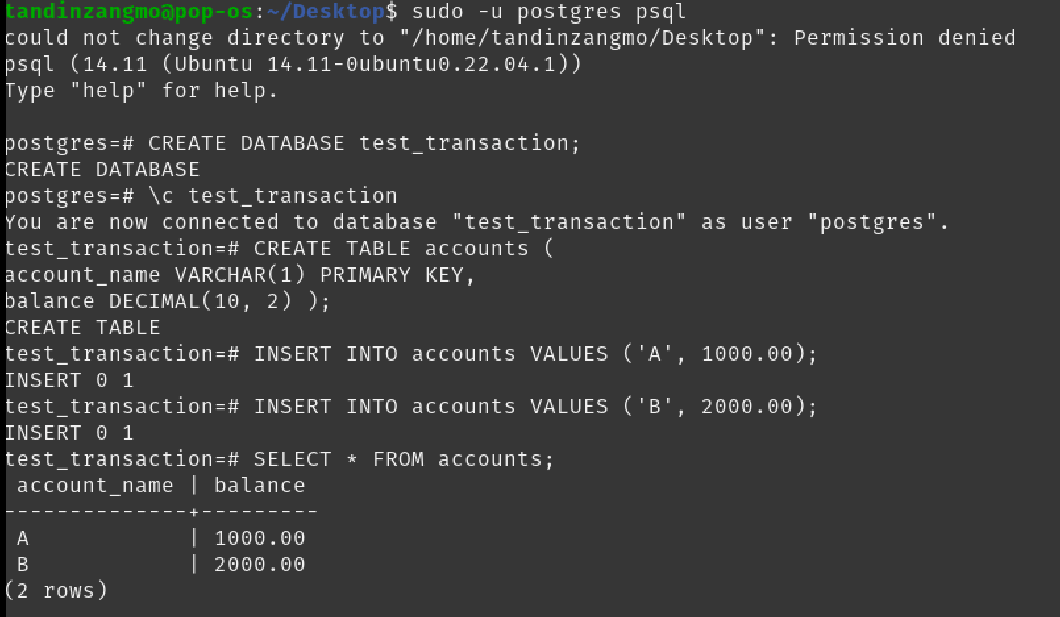 tandinzangmo@pop-os:~/Desktop$ sudo -u postgres psql
could not change directory to "/home/tandinzangmo/Desktop": Permission denied
psql (14.11 (Ubuntu 14.11-0ubuntu0.22.04.1))
Type "help" for help.

postgres=# CREATE DATABASE test_transaction;
CREATE DATABASE
postgres=# \c test_transaction
You are now connected to database "test_transaction" as user "postgres".
test_transaction=# CREATE TABLE accounts (
account_name VARCHAR(1) PRIMARY KEY,
balance DECIMAL(10, 2) );
CREATE TABLE
test_transaction=# INSERT INTO accounts VALUES ('A', 1000.00);
INSERT 0 1
test_transaction=# INSERT INTO accounts VALUES ('B', 2000.00);
INSERT 0 1
test_transaction=# SELECT * FROM accounts;
 account_name | balance
--------------+---------
 A            | 1000.00
 B            | 2000.00
(2 rows)